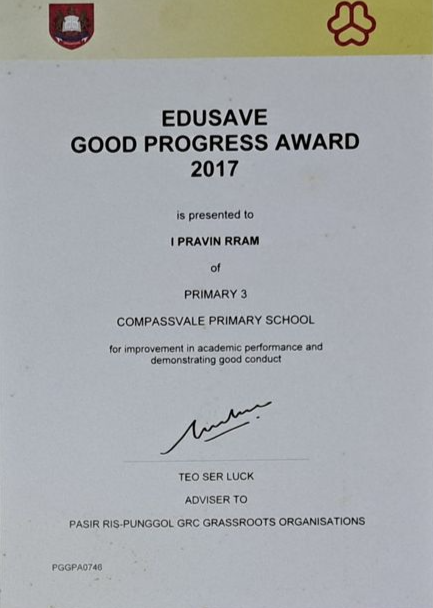 EDUSAVE
GOOD PROGRESS AWARD
2017
is presented to
I PRAVIN RRAM
of
PRIMARY 3
COMPASSVALE PRIMARY SCHOOL
for improvement in academic performance and
demonstrating good conduct
TEO SER LUCK
ADVISER TO
PASIR RIS-PUNGGOL GRC GRASSROOTS ORGANISATIONS
PGGPA0746